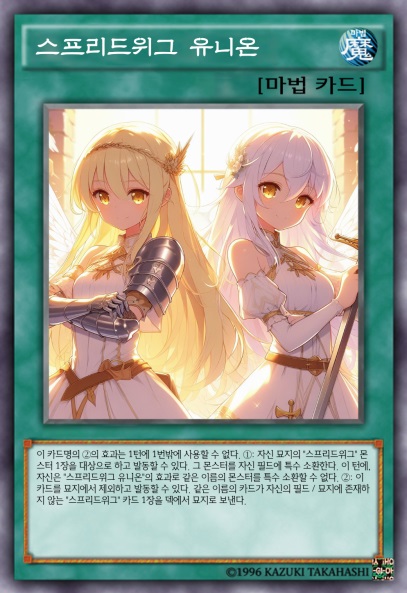 스프리드위그 유니온
마법
魔
[마법 카드]
이 카드명의 ②의 효과는 1턴에 1번밖에 사용할 수 없다. ①: 자신 묘지의 "스프리드위그" 몬
스터 1장을 대상으로 하고 발동할 수 있다. 그 몬스터를 자신 필드에 특수 소환한다. 이 턴에,
자신은 "스프리드위그 유니온"의 효과로 같은 이름의 몬스터를 특수 소환할 수 없다. ②: 이
카드를 묘지에서 제외하고 발동할 수 있다. 같은 이름의 카드가 자신의 필드 / 묘지에 존재하
지 않는 "스프리드위그" 카드 1장을 덱에서 묘지로 보낸다.
©1996 KAZUKI TAKAHASHI